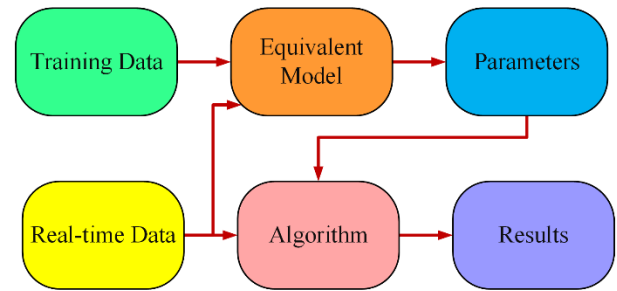 Training Data
Equivalent
Model
Parameters
Real-time Data
Algorithm
Results